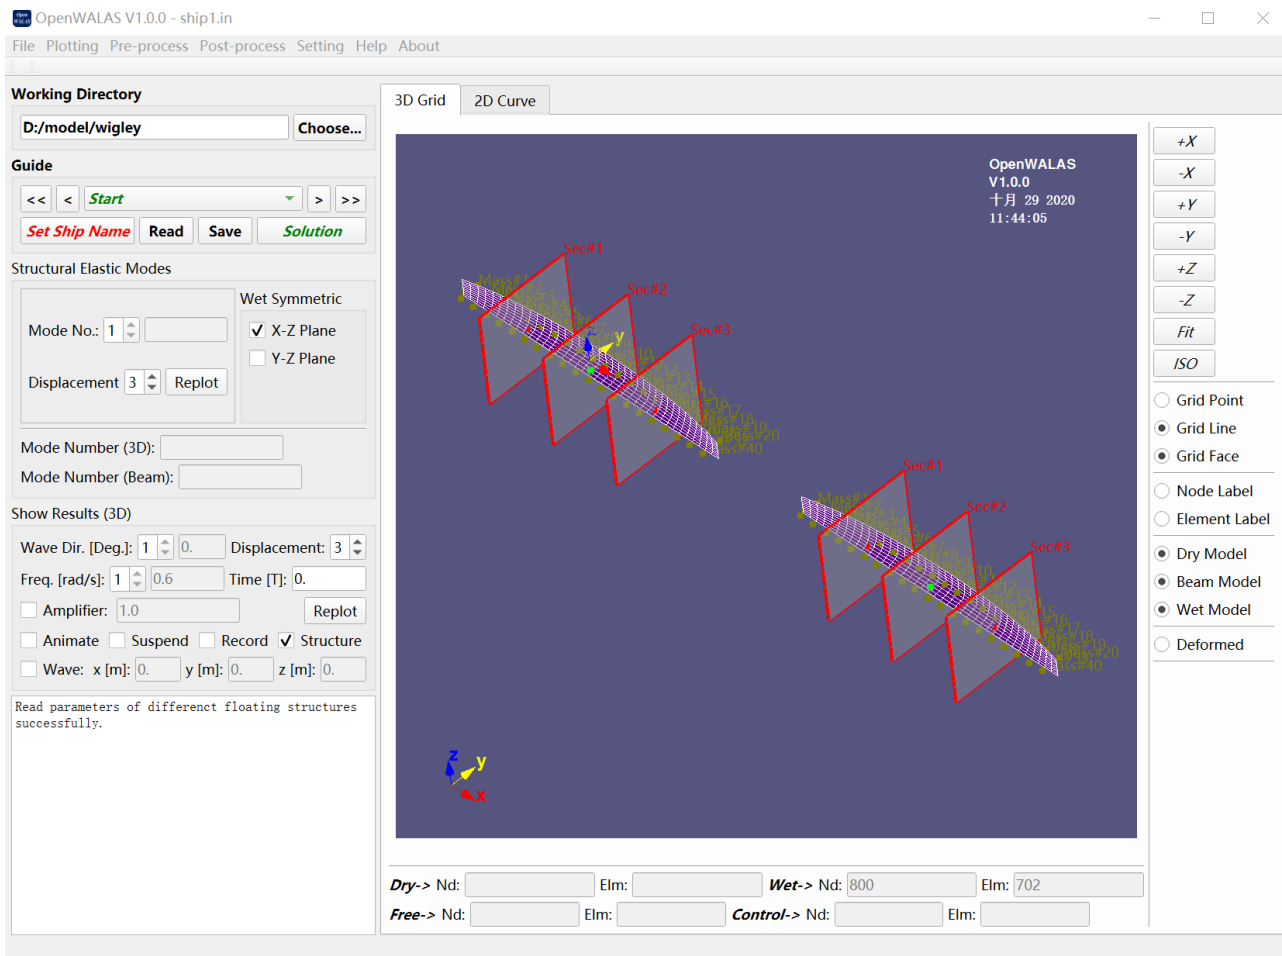 OpenWALAS V1.0.0 - ship1.in
File Plotting Pre-process Post-process Setting Help About
Working Directory
D:/model/wigley Choose...
Guide
<< < Start > >>
Set Ship Name Read Save Solution
Structural Elastic Modes
Wet Symmetric
Mode No.: 1 X-Z Plane
Y-Z Plane
Displacement 3 Replot
Mode Number (3D):
Mode Number (Beam):
Show Results (3D)
Wave Dir. [Deg.]: 1 0. Displacement: 3
Freq. [rad/s]: 1 0.6 Time [T]: 0.
Amplifier: 1.0 Replot
Animate Suspend Record Structure
Wave: x [m]: 0. y [m]: 0. z [m]: 0.
Read parameters of differenct floating structures
successfully.
3D Grid 2D Curve
OpenWALAS
V1.0.0
十月 29 2020
11:44:05
Sec#1
Sec#2
Sec#3
z y
Sec#1
Sec#2
Sec#3
z
y
x
Dry-> Nd: Elm: Wet-> Nd: 800 Elm: 702
Free-> Nd: Elm: Control-> Nd: Elm:
+X
-X
+Y
-Y
+Z
-Z
Fit
ISO
Grid Point
Grid Line
Grid Face
Node Label
Element Label
Dry Model
Beam Model
Wet Model
Deformed